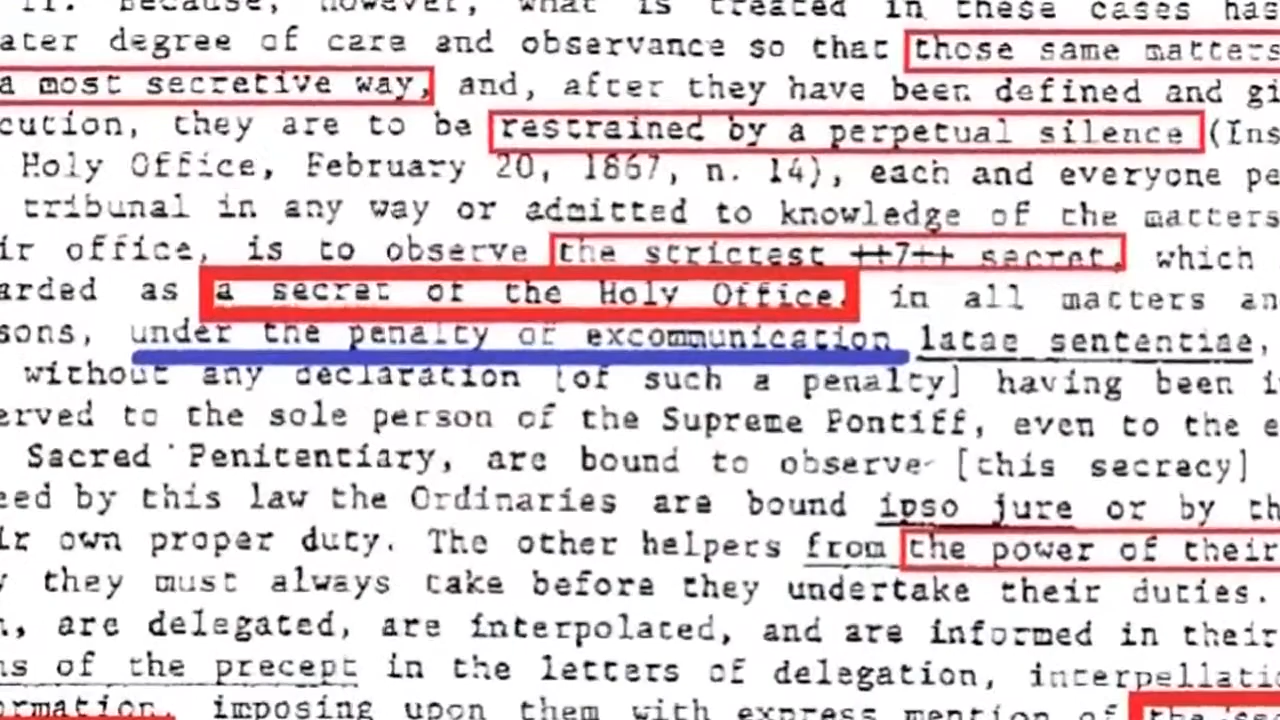 11. Because, however, what is treated in these cases has
ater degree of care and observance so that those same matters
a most secretive way, and, after they have been defined and gi
cution, they are to be restrained by a perpetual silence (Ins
Holy Office, February 20, 1867, n. 14), each and everyone pe
tribunal in any way or admitted to knowledge of the matters
ir office, is to observe the strictest ++7++ secret, which
arded as a secret of the Holy Office, in all matters an
sons, under the penalty of excommunication latae sententiae,
without any declaration [of such a penalty] having been i
erved to the sole person of the Supreme Pontiff, even to the e
Sacred Penitentiary, are bound to observe [this secracy]
eed by this law the Ordinaries are bound ipso jure or by th
ir own proper duty. The other helpers from the power of their
y they must always take before they undertake their duties.
n, are delegated, are interpolated, and are informed in their
ns of the precept in the letters of delegation, interpellatio
ormation, imposing upon them with express mention of the sec